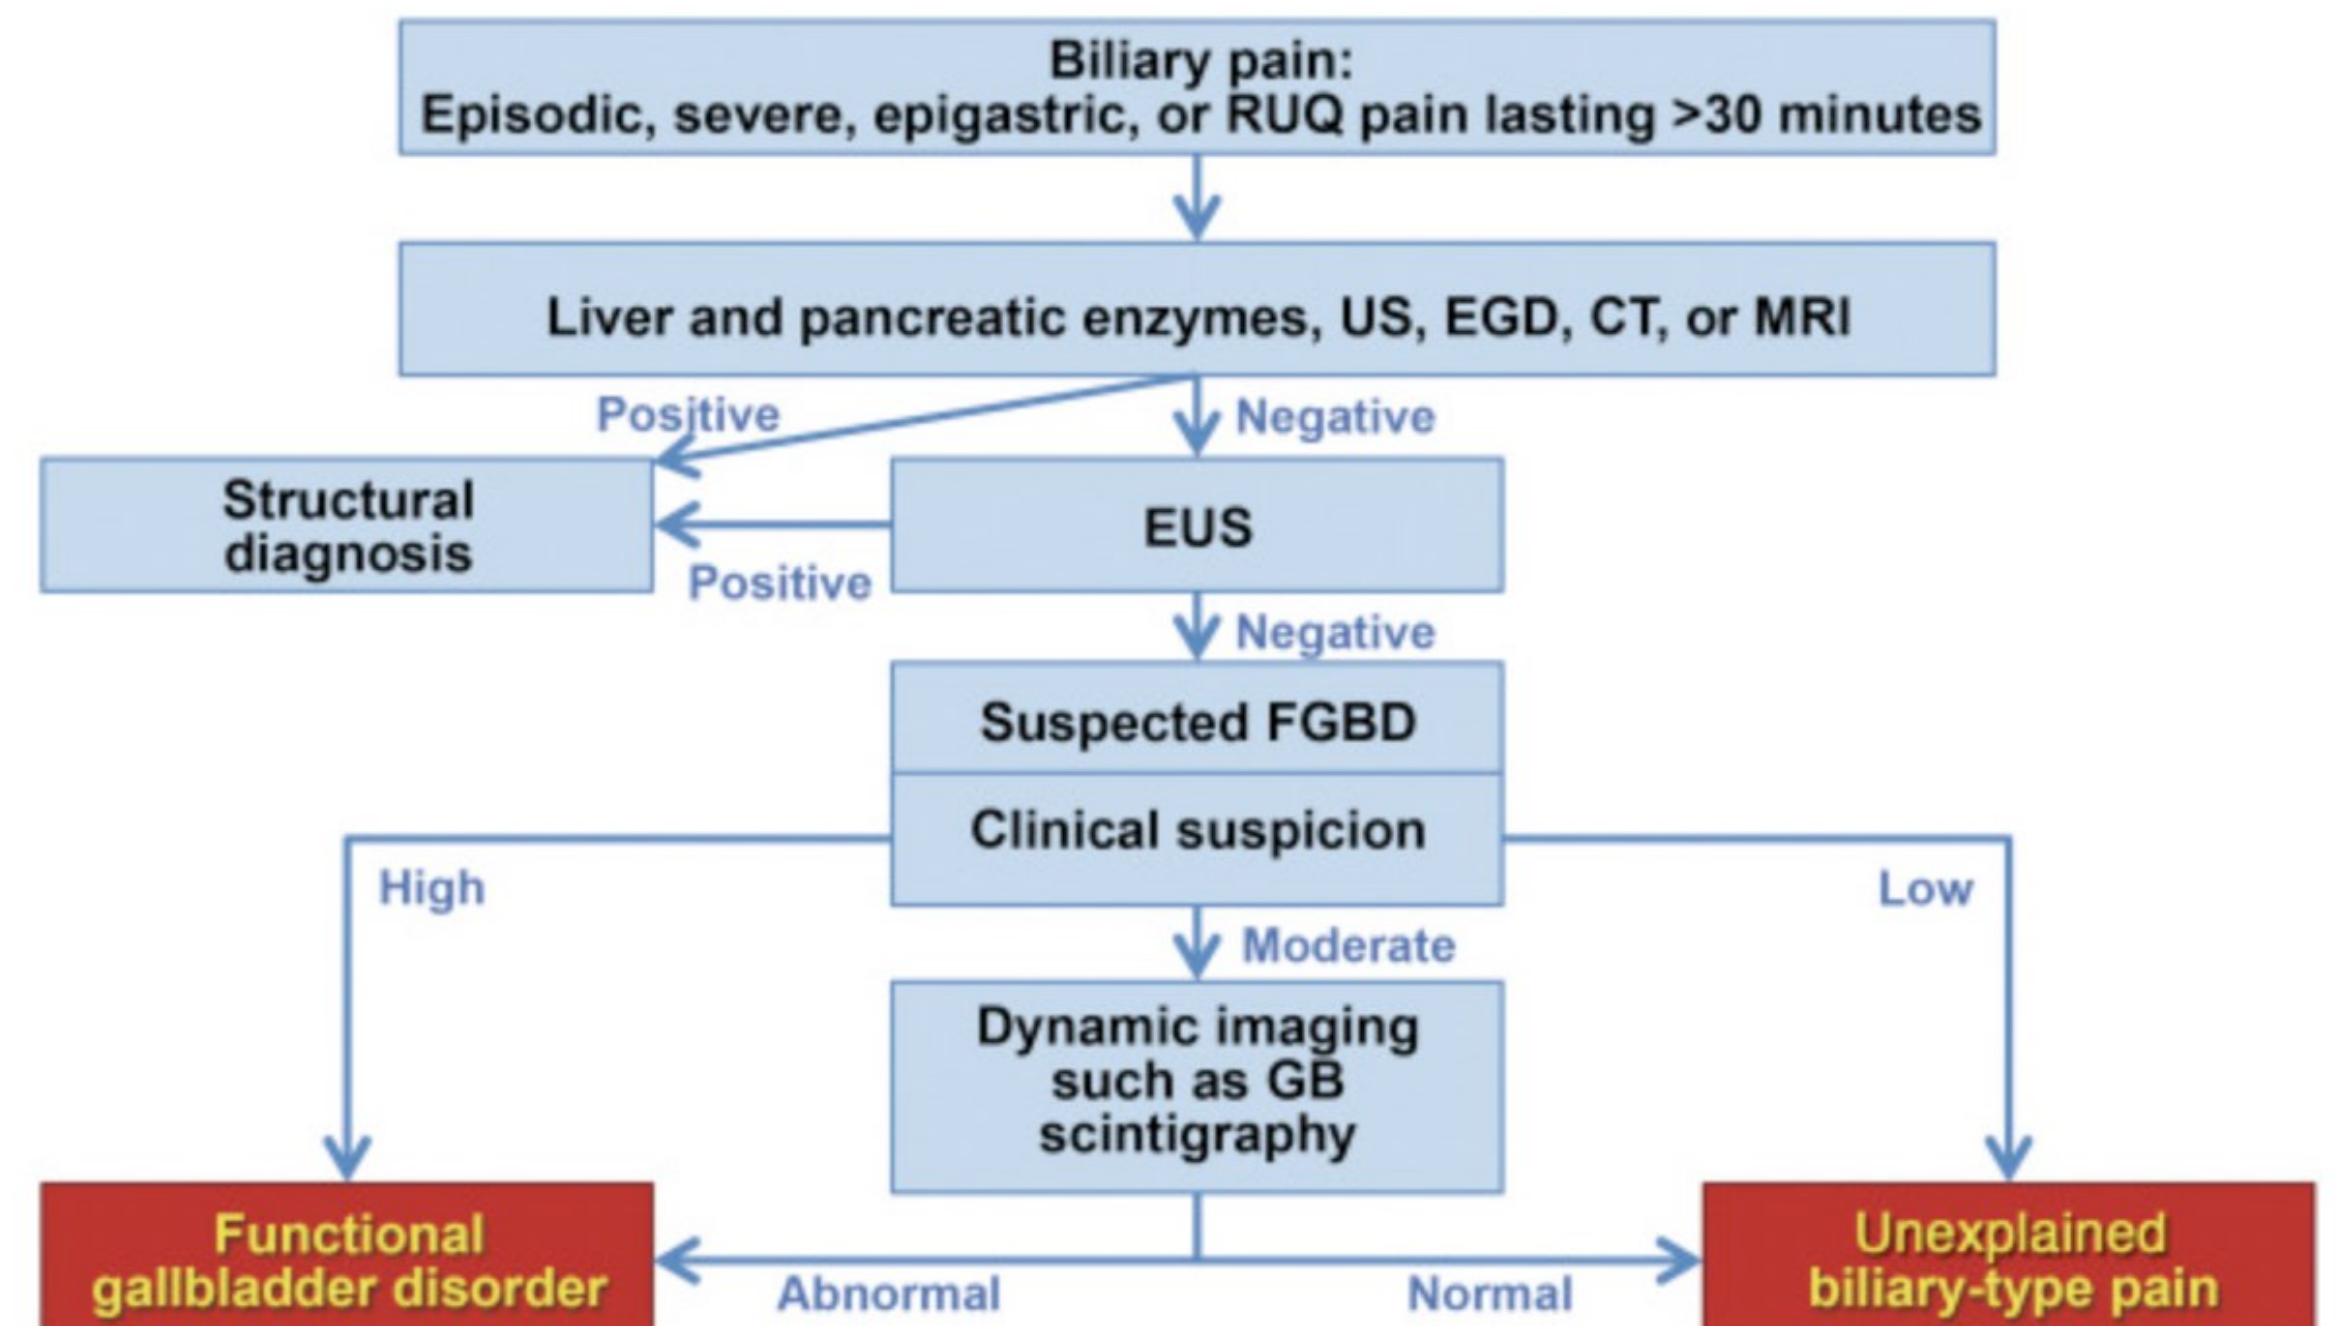 Biliary pain:
Episodic, severe, epigastric, or RUQ pain lasting >30 minutes
Liver and pancreatic enzymes, US, EGD, CT, or MRI
Positive
Negative
Structural
diagnosis
EUS
Positive
Negative
Suspected FGBD
Clinical suspicion
High
Low
Moderate
Dynamic imaging
such as GB
scintigraphy
Functional
gallbladder disorder
Abnormal
Normal
Unexplained
biliary-type pain